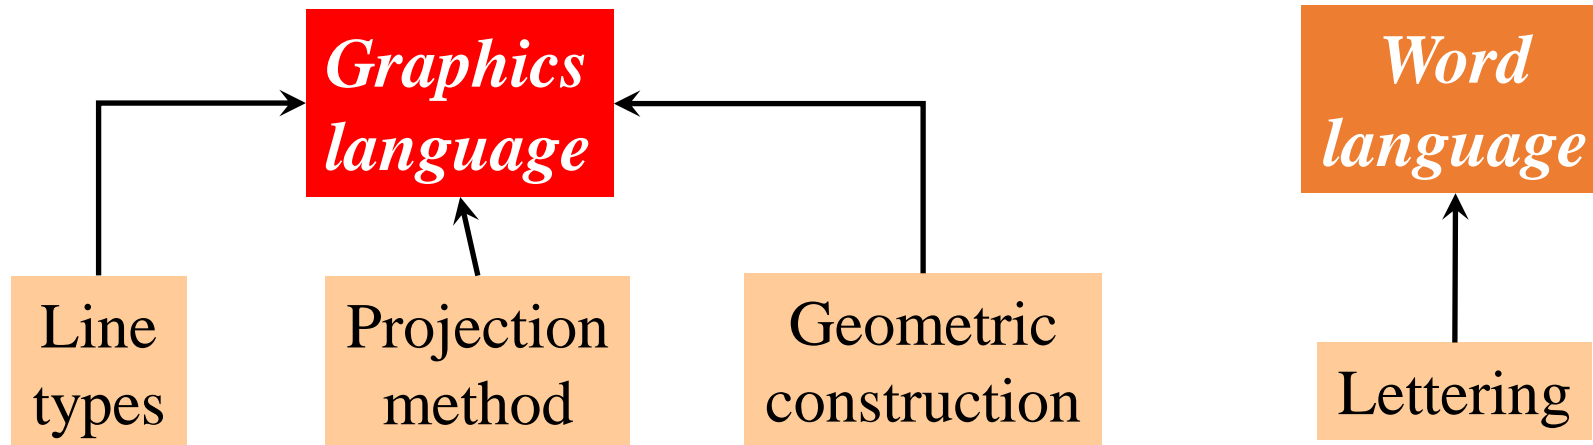 Graphics
language
Word
language
Line
types
Projection
method
Geometric
construction
Lettering